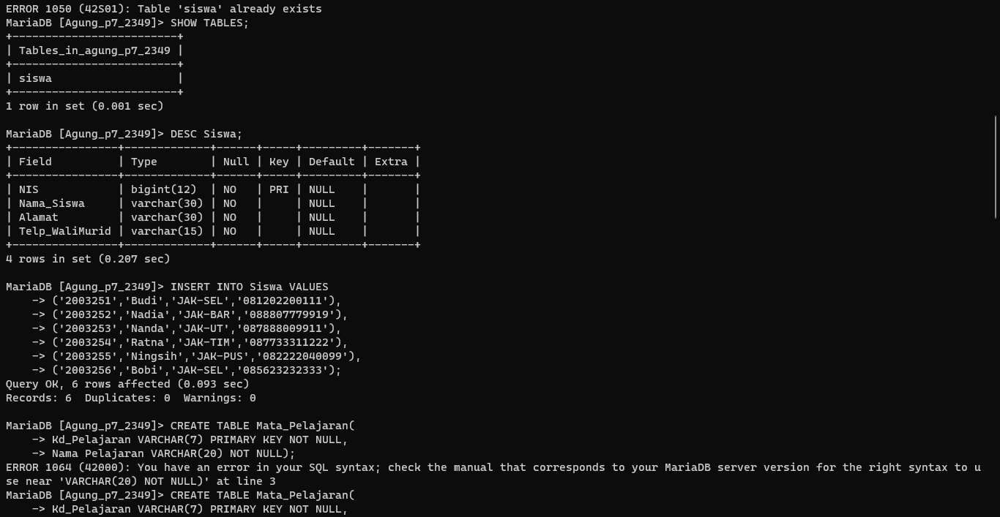 ERROR 1050 (42S01): Table 'siswa' already exists
MariaDB [Agung_p7_2349]> SHOW TABLES;
+-------------------------+
| Tables_in_agung_p7_2349 |
+-------------------------+
| siswa                   |
+-------------------------+
1 row in set (0.001 sec)

MariaDB [Agung_p7_2349]> DESC Siswa;
+----------------+-------------+------+-----+---------+-------+
| Field          | Type        | Null | Key | Default | Extra |
+----------------+-------------+------+-----+---------+-------+
| NIS            | bigint(12)  | NO   | PRI | NULL    |       |
| Nama_Siswa     | varchar(30) | NO   |     | NULL    |       |
| Alamat         | varchar(30) | NO   |     | NULL    |       |
| Telp_WaliMurid | varchar(15) | NO   |     | NULL    |       |
+----------------+-------------+------+-----+---------+-------+
4 rows in set (0.207 sec)

MariaDB [Agung_p7_2349]> INSERT INTO Siswa VALUES
    -> ('2003251','Budi','JAK-SEL','081202200111'),
    -> ('2003252','Nadia','JAK-BAR','088807779919'),
    -> ('2003253','Nanda','JAK-UT','087888009911'),
    -> ('2003254','Ratna','JAK-TIM','087733311222'),
    -> ('2003255','Ningsih','JAK-PUS','082222040099'),
    -> ('2003256','Bobi','JAK-SEL','085623232333');
Query OK, 6 rows affected (0.093 sec)
Records: 6  Duplicates: 0  Warnings: 0

MariaDB [Agung_p7_2349]> CREATE TABLE Mata_Pelajaran(
    -> Kd_Pelajaran VARCHAR(7) PRIMARY KEY NOT NULL,
    -> Nama Pelajaran VARCHAR(20) NOT NULL);
ERROR 1064 (42000): You have an error in your SQL syntax; check the manual that corresponds to your MariaDB server version for the right syntax to u
se near 'VARCHAR(20) NOT NULL)' at line 3
MariaDB [Agung_p7_2349]> CREATE TABLE Mata_Pelajaran(
    -> Kd_Pelajaran VARCHAR(7) PRIMARY KEY NOT NULL,